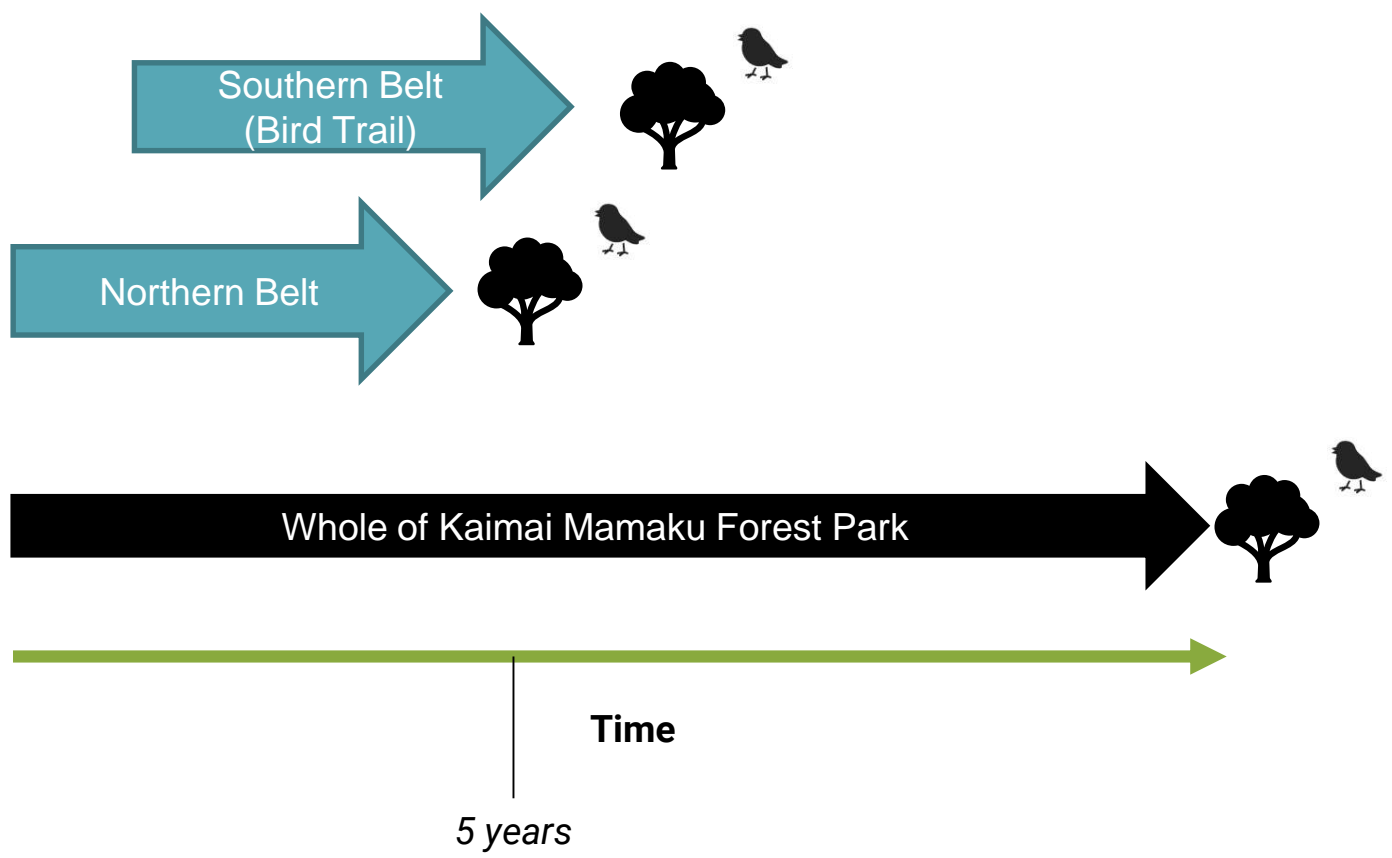 Southern Belt
(Bird Trail)
Northern Belt
Whole of Kaimai Mamaku Forest Park
Time
5 years